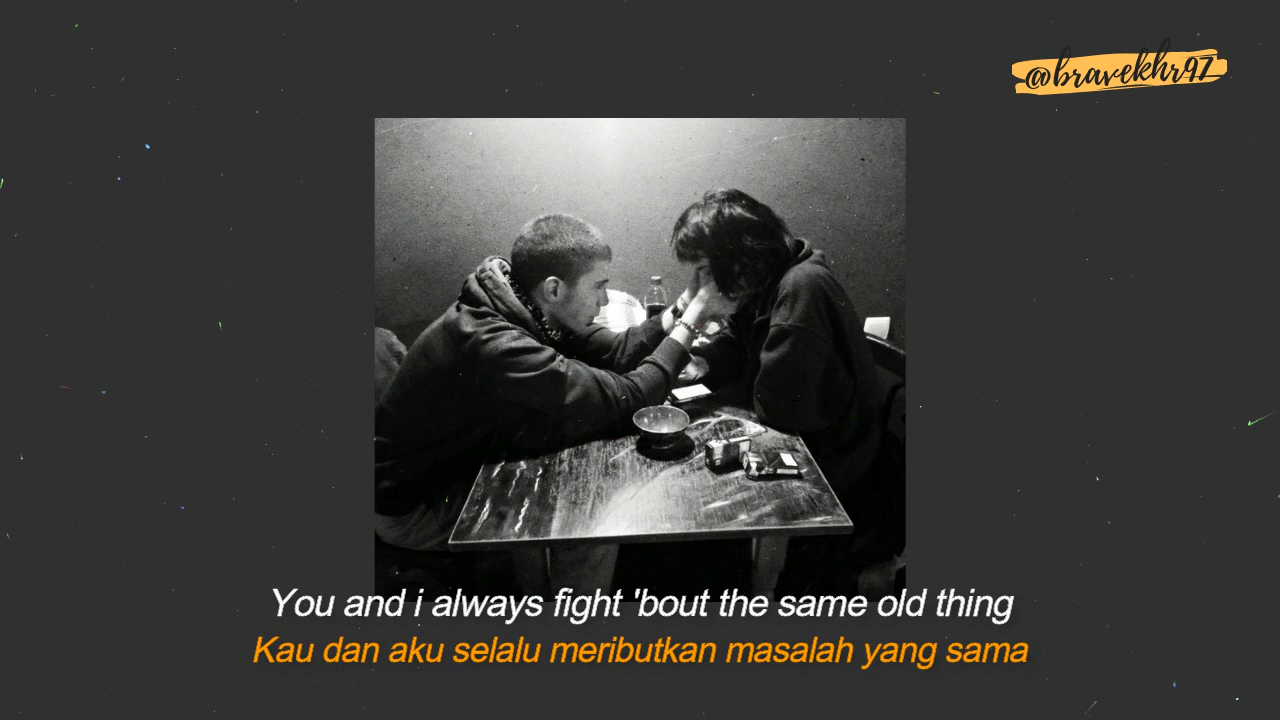 @bravekhr97
You and i always fight 'bout the same old thing
Kau dan aku selalu meributkan masalah yang sama